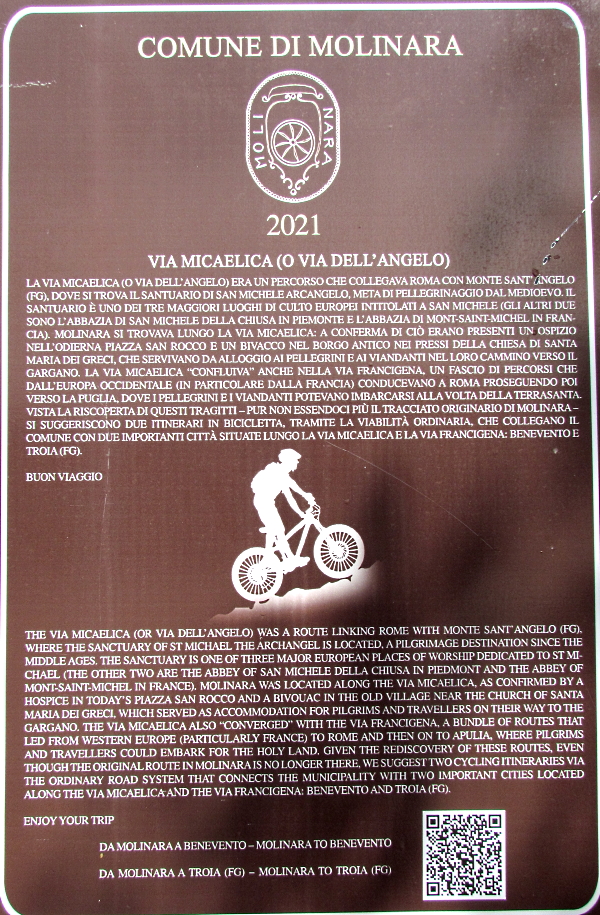 COMUNE DI MOLINARA
MOLI NARA
2021
VIA MICAELICA (O VIA DELL'ANGELO)
LA VIA MICAELICA (O VIA DELL'ANGELO) ERA UN PERCORSO CHE COLLEGAVA ROMA CON MONTE SANT'ANGELO
(FG), DOVE SI TROVA IL SANTUARIO DI SAN MICHELE ARCANGELO, META DI PELLEGRINAGGIO DAL MEDIOEVO. IL
SANTUARIO È UNO DEI TRE MAGGIORI LUOGHI DI CULTO EUROPEI INTITOLATI A SAN MICHELE (GLI ALTRI DUE
SONO L'ABBAZIA DI SAN MICHELE DELLA CHIUSA IN PIEMONTE E L'ABBAZIA DI MONT-SAINT-MICHEL IN FRAN-
CIA). MOLINARA SI TROVAVA LUNGO LA VIA MICAELICA: A CONFERMA DI CIÒ ERANO PRESENTI UN OSPIZIO
NELL'ODIERNA PIAZZA SAN ROCCO E UN BIVACCO NEL BORGO ANTICO NEI PRESSI DELLA CHIESA DI SANTA
MARIA DEI GRECI, CHE SERVIVANO DA ALLOGGIO AI PELLEGRINI E AI VIANDANTI NEL LORO CAMMINO VERSO IL
GARGANO. LA VIA MICAELICA "CONFLUIVA" ANCHE NELLA VIA FRANCIGENA, UN FASCIO DI PERCORSI CHE
DALL'EUROPA OCCIDENTALE (IN PARTICOLARE DALLA FRANCIA) CONDUCEVANO A ROMA PROSEGUENDO POI
VERSO LA PUGLIA, DOVE I PELLEGRINI E I VIANDANTI POTEVANO IMBARCARSI ALLA VOLTA DELLA TERRASANTA.
VISTA LA RISCOPERTA DI QUESTI TRAGITTI – PUR NON ESSENDOCI PIÙ IL TRACCIATO ORIGINARIO DI MOLINARA –
SI SUGGERISCONO DUE ITINERARI IN BICICLETTA, TRAMITE LA VIABILITÀ ORDINARIA, CHE COLLEGANO IL
COMUNE CON DUE IMPORTANTI CITTÀ SITUATE LUNGO LA VIA MICAELICA E LA VIA FRANCIGENA: BENEVENTO E
TROIA (FG).
BUON VIAGGIO
THE VIA MICAELICA (OR VIA DELL'ANGELO) WAS A ROUTE LINKING ROME WITH MONTE SANT'ANGELO (FG),
WHERE THE SANCTUARY OF ST MICHAEL THE ARCHANGEL IS LOCATED, A PILGRIMAGE DESTINATION SINCE THE
MIDDLE AGES. THE SANCTUARY IS ONE OF THREE MAJOR EUROPEAN PLACES OF WORSHIP DEDICATED TO ST MI-
CHAEL (THE OTHER TWO ARE THE ABBEY OF SAN MICHELE DELLA CHIUSA IN PIEDMONT AND THE ABBEY OF
MONT-SAINT-MICHEL IN FRANCE). MOLINARA WAS LOCATED ALONG THE VIA MICAELICA, AS CONFIRMED BY A
HOSPICE IN TODAY'S PIAZZA SAN ROCCO AND A BIVOUAC IN THE OLD VILLAGE NEAR THE CHURCH OF SANTA
MARIA DEI GRECI, WHICH SERVED AS ACCOMMODATION FOR PILGRIMS AND TRAVELLERS ON THEIR WAY TO THE
GARGANO. THE VIA MICAELICA ALSO "CONVERGED" WITH THE VIA FRANCIGENA, A BUNDLE OF ROUTES THAT
LED FROM WESTERN EUROPE (PARTICULARLY FRANCE) TO ROME AND THEN ON TO APULIA, WHERE PILGRIMS
AND TRAVELLERS COULD EMBARK FOR THE HOLY LAND. GIVEN THE REDISCOVERY OF THESE ROUTES, EVEN
THOUGH THE ORIGINAL ROUTE IN MOLINARA IS NO LONGER THERE, WE SUGGEST TWO CYCLING ITINERARIES VIA
THE ORDINARY ROAD SYSTEM THAT CONNECTS THE MUNICIPALITY WITH TWO IMPORTANT CITIES LOCATED
ALONG THE VIA MICAELICA AND THE VIA FRANCIGENA: BENEVENTO AND TROIA (FG).
ENJOY YOUR TRIP
DA MOLINARA A BENEVENTO – MOLINARA TO BENEVENTO
DA MOLINARA A TROIA (FG) – MOLINARA TO TROIA (FG)